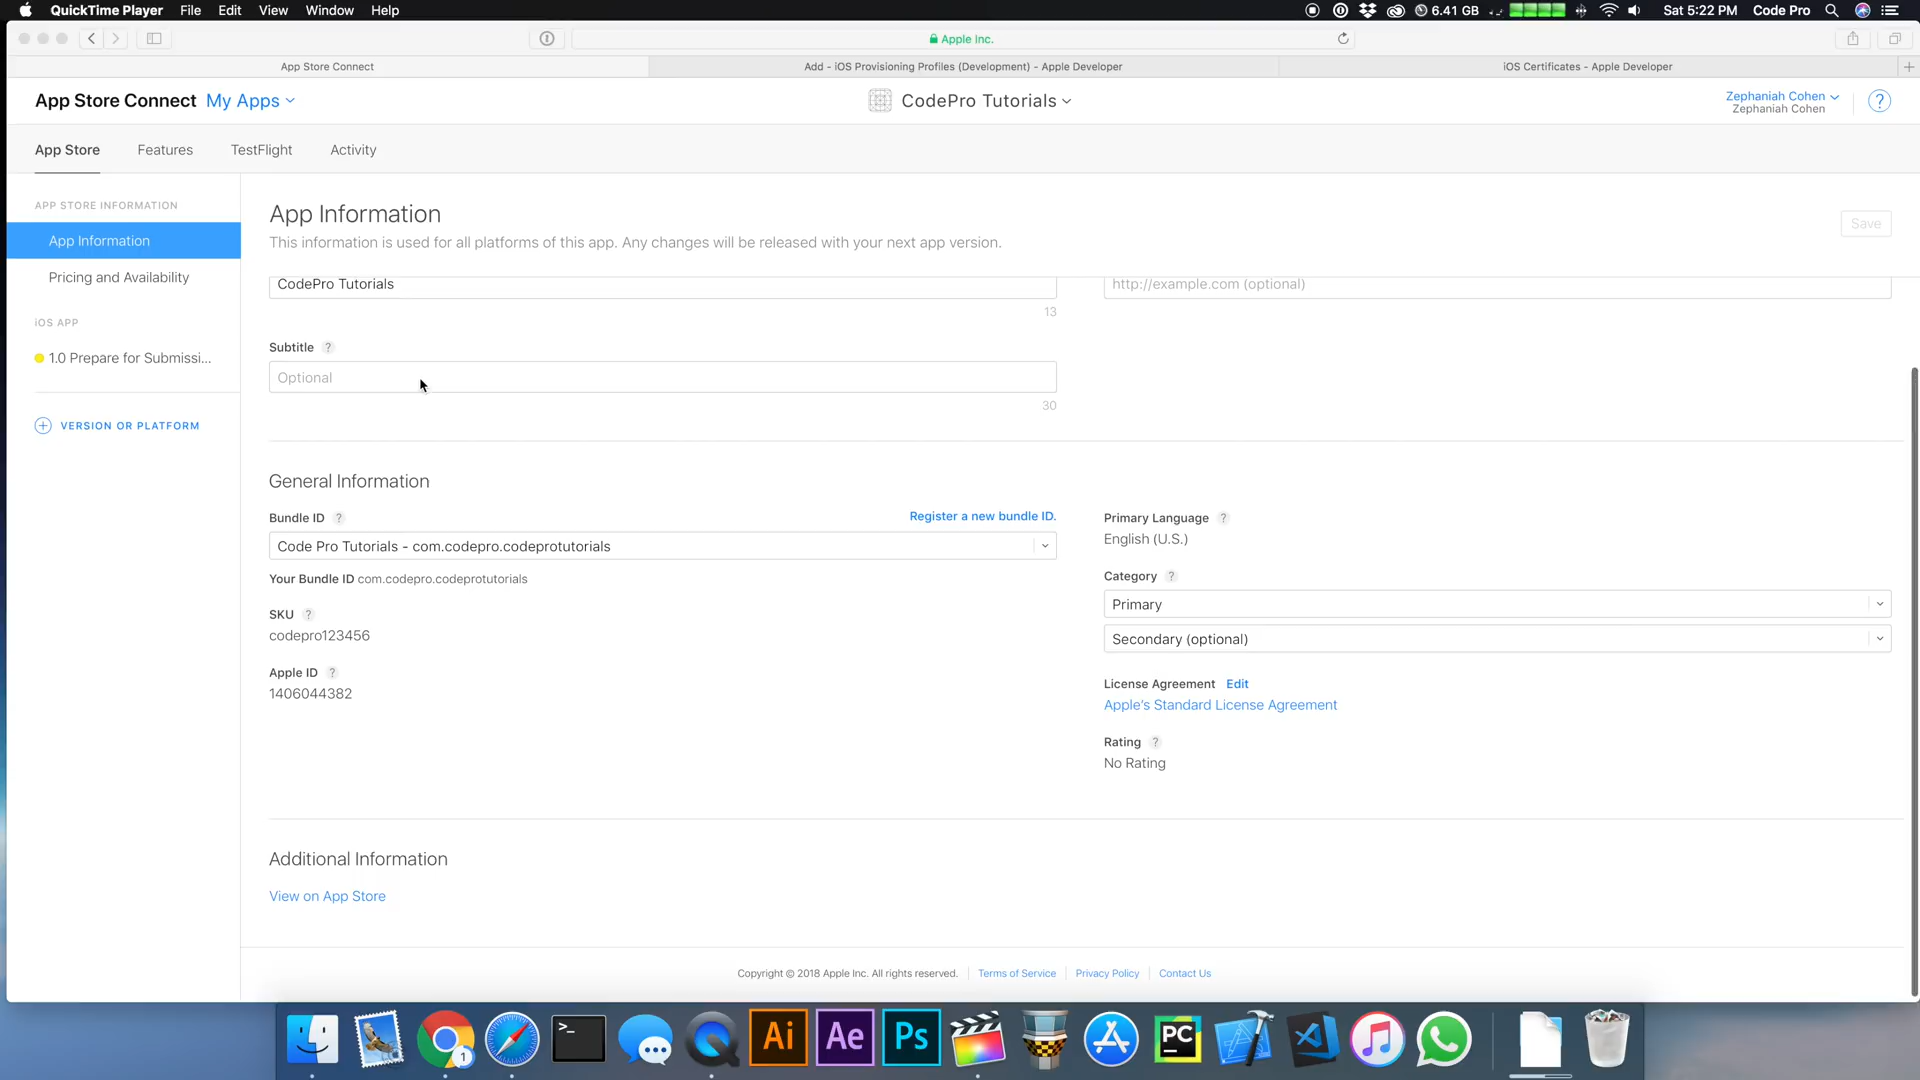 QuickTime Player File Edit View Window Help 6.41 GB Sat 5:22 PM Code Pro
Apple Inc.
App Store Connect
Add - iOS Provisioning Profiles (Development) - Apple Developer
iOS Certificates - Apple Developer
App Store Connect My Apps
CodePro Tutorials
Zephaniah Cohen
Zephaniah Cohen
?
App Store Features TestFlight Activity
APP STORE INFORMATION
App Information
Pricing and Availability
iOS APP
1.0 Prepare for Submissi...
VERSION OR PLATFORM
App Information
This information is used for all platforms of this app. Any changes will be released with your next app version.
Save
CodePro Tutorials
13
http://example.com (optional)
Subtitle ?
Optional
30
General Information
Bundle ID ?
Register a new bundle ID.
Code Pro Tutorials - com.codepro.codeprotutorials
Your Bundle ID com.codepro.codeprotutorials
SKU ?
codepro123456
Apple ID ?
1406044382
Primary Language ?
English (U.S.)
Category ?
Primary
Secondary (optional)
License Agreement Edit
Apple's Standard License Agreement
Rating ?
No Rating
Additional Information
View on App Store
Copyright © 2018 Apple Inc. All rights reserved. Terms of Service Privacy Policy Contact Us
1
>_
Ai
Ae
Ps
PC